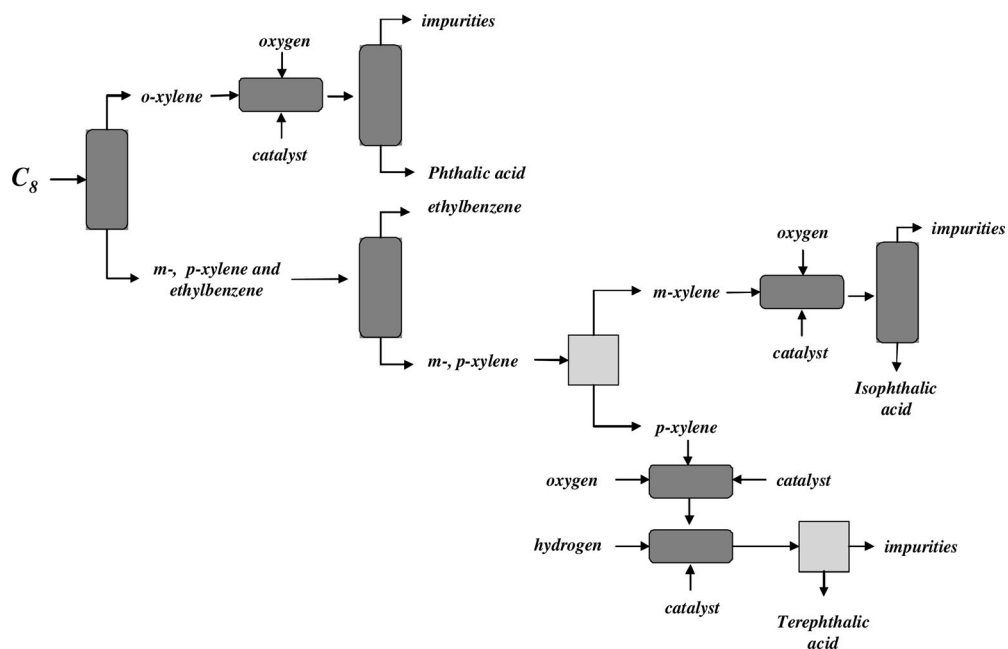 impurities
oxygen
o-xylene
catalyst
Phthalic acid
C8
ethylbenzene
m-, p-xylene and
ethylbenzene
impurities
oxygen
m-xylene
catalyst
m-, p-xylene
Isophthalic
acid
p-xylene
oxygen
catalyst
hydrogen
impurities
catalyst
Terephthalic
acid